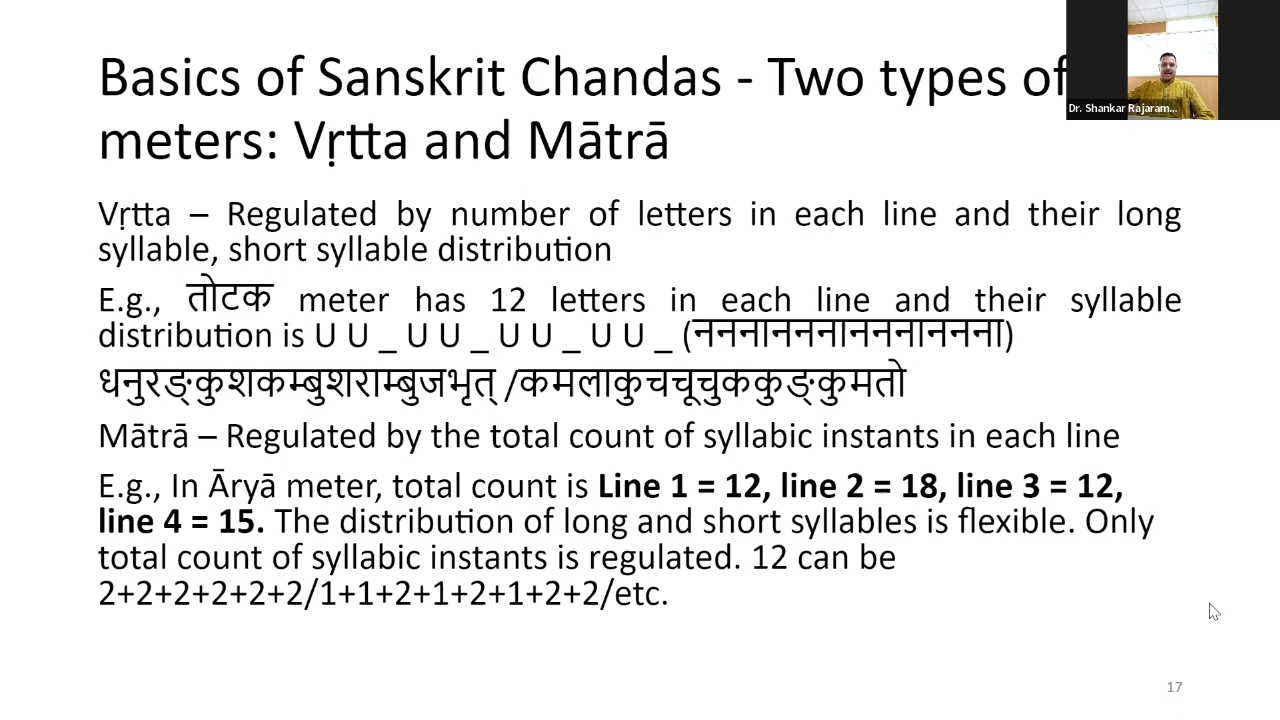 Basics of Sanskrit Chandas - Two types of
meters: Vṛtta and Mātrā
Dr. Shankar Rajaram...
Vṛtta – Regulated by number of letters in each line and their long
syllable, short syllable distribution
E.g., तोटक meter has 12 letters in each line and their syllable
distribution is U U _ U U _ U U _ U U _ (नननानननानननाननना)
धनुरङ्कुशकम्बुशराम्बुजभृत् /कमलाकुचचूचुककुङ्कुमतो
Mātrā – Regulated by the total count of syllabic instants in each line
E.g., In Āryā meter, total count is Line 1 = 12, line 2 = 18, line 3 = 12,
line 4 = 15. The distribution of long and short syllables is flexible. Only
total count of syllabic instants is regulated. 12 can be
2+2+2+2+2+2/1+1+2+1+2+1+2+2/etc.
17